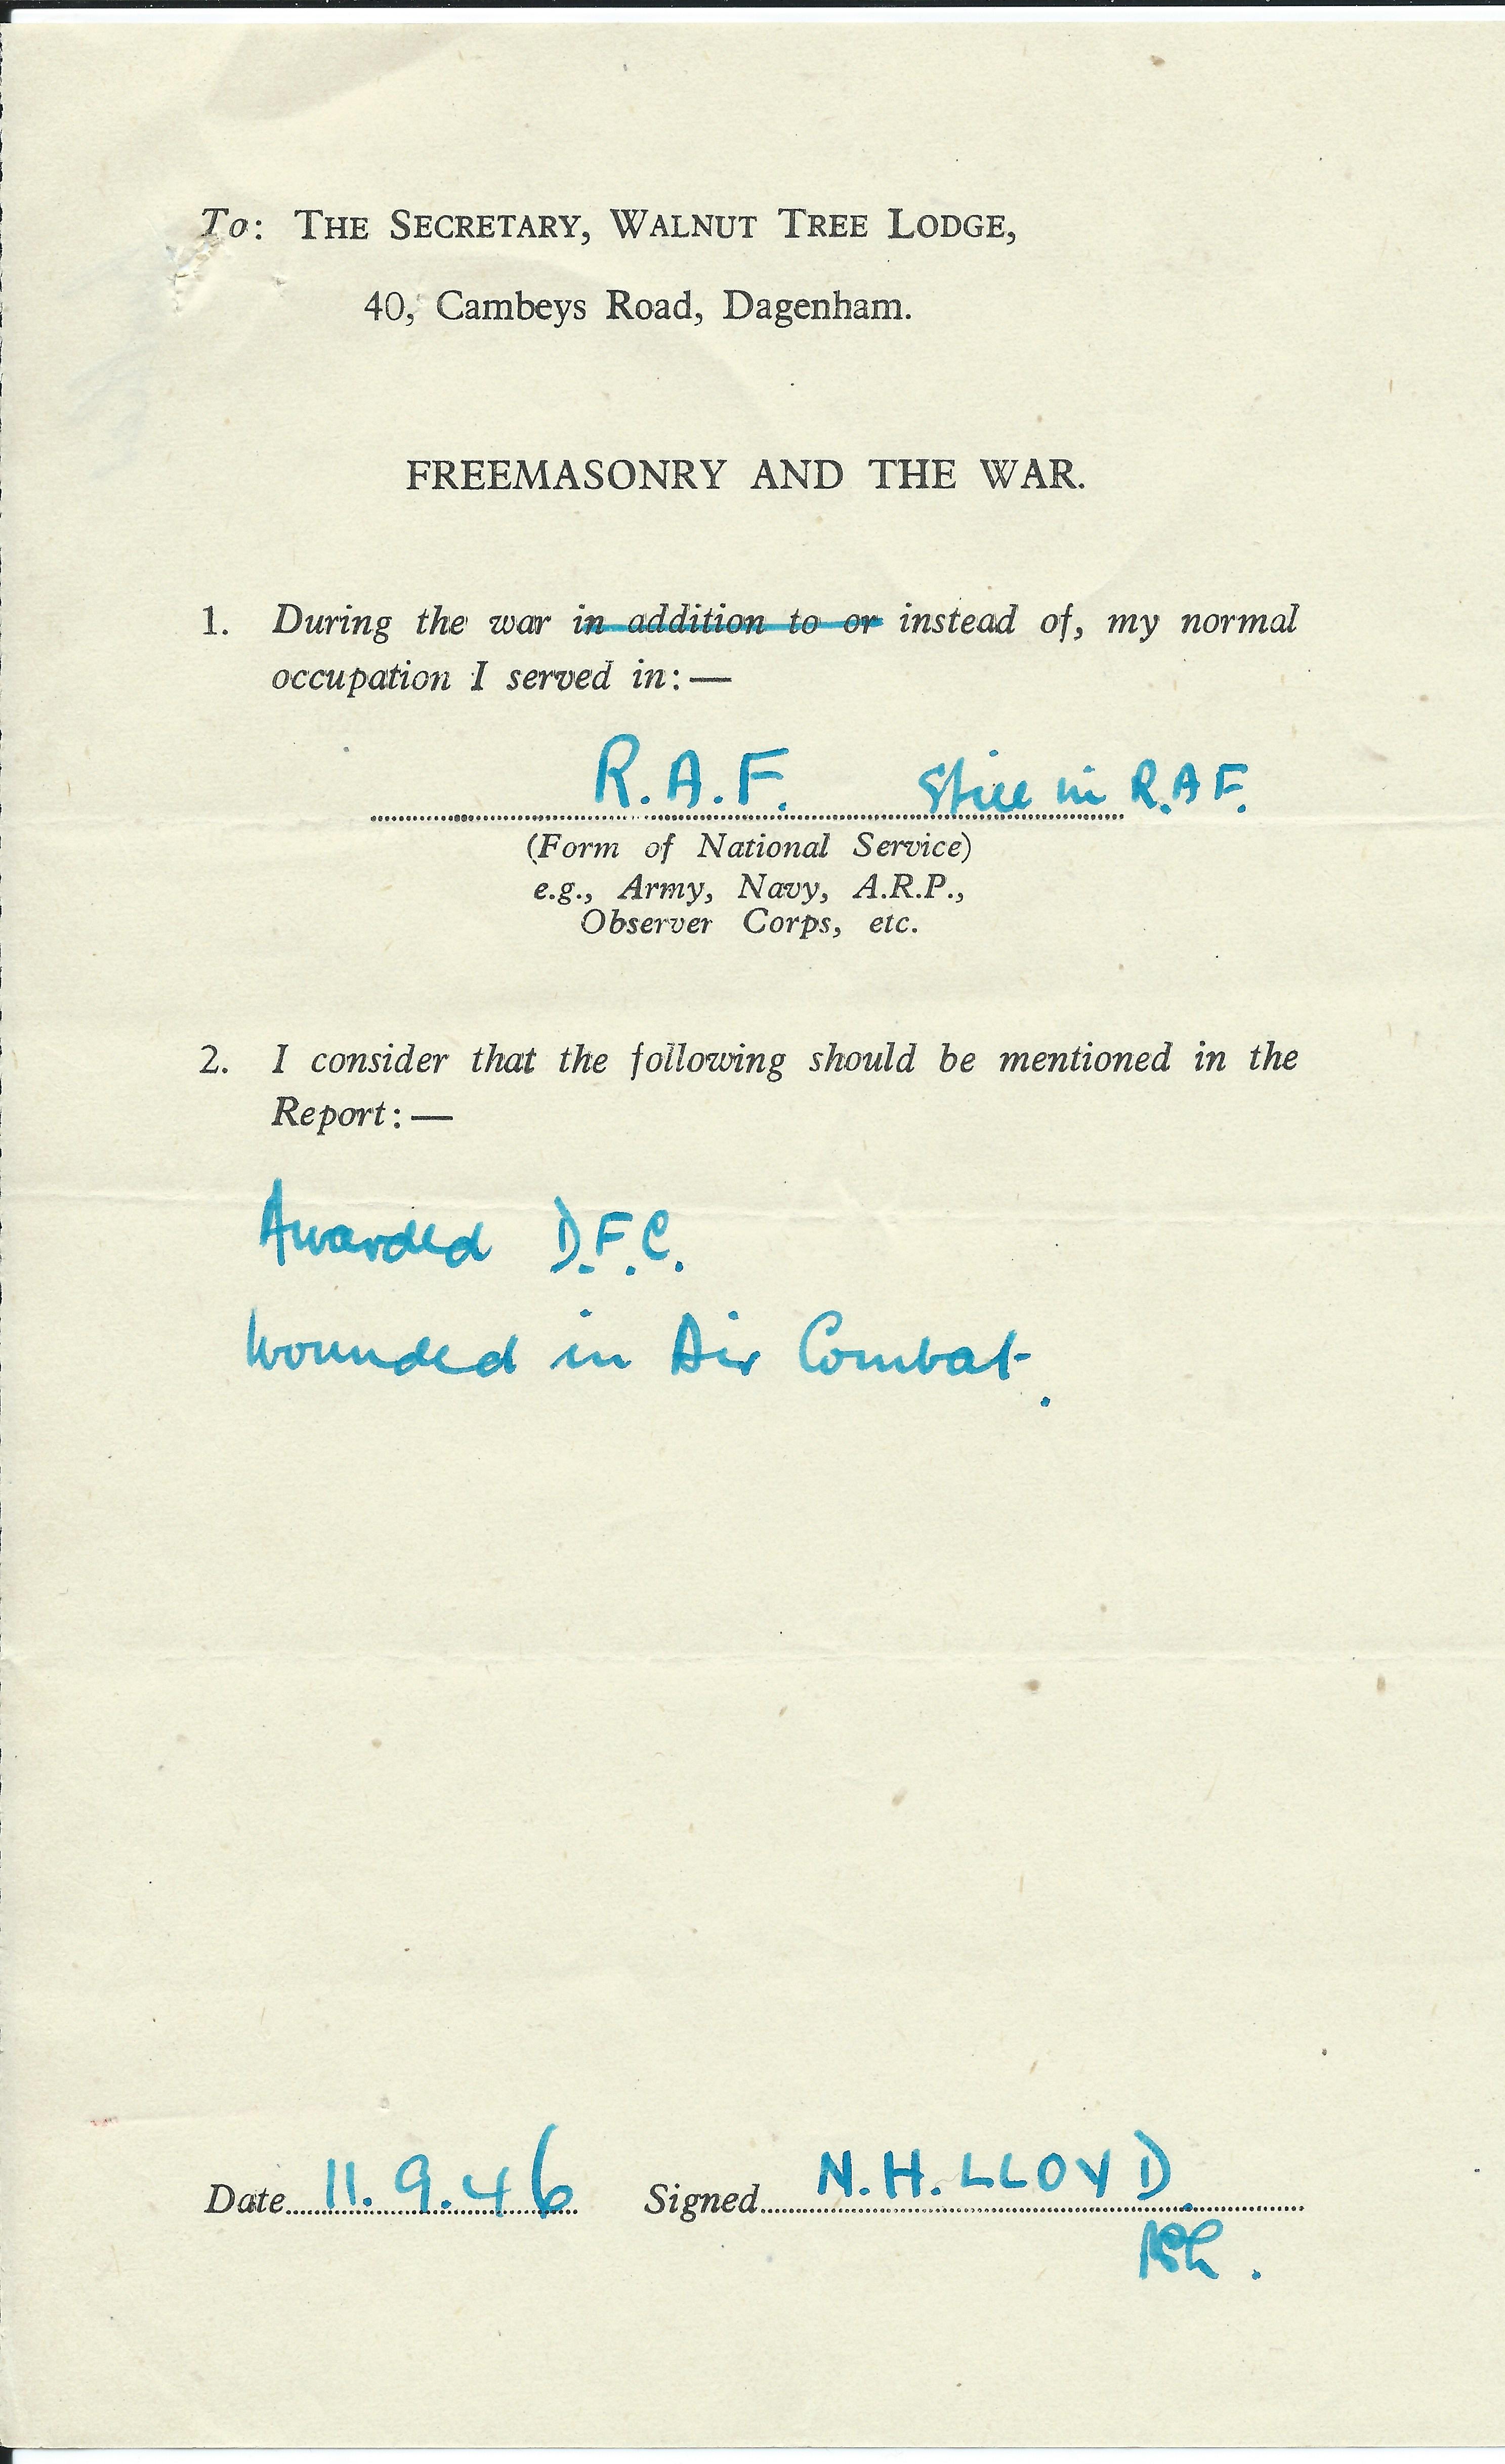 To: THE SECRETARY, WALNUT TREE LODGE,
40, Cambeys Road, Dagenham.
FREEMASONRY AND THE WAR.
1. During the war in addition to or instead of, my normal
occupation I served in:—
R.A.F. Still in R.A.F.
(Form of National Service)
e.g., Army, Navy, A.R.P.,
Observer Corps, etc.
2. I consider that the following should be mentioned in the
Report:—
Awarded D.F.C.
Wounded in Air Combat.
Date 11.9.46 Signed N.H. LLOYD.